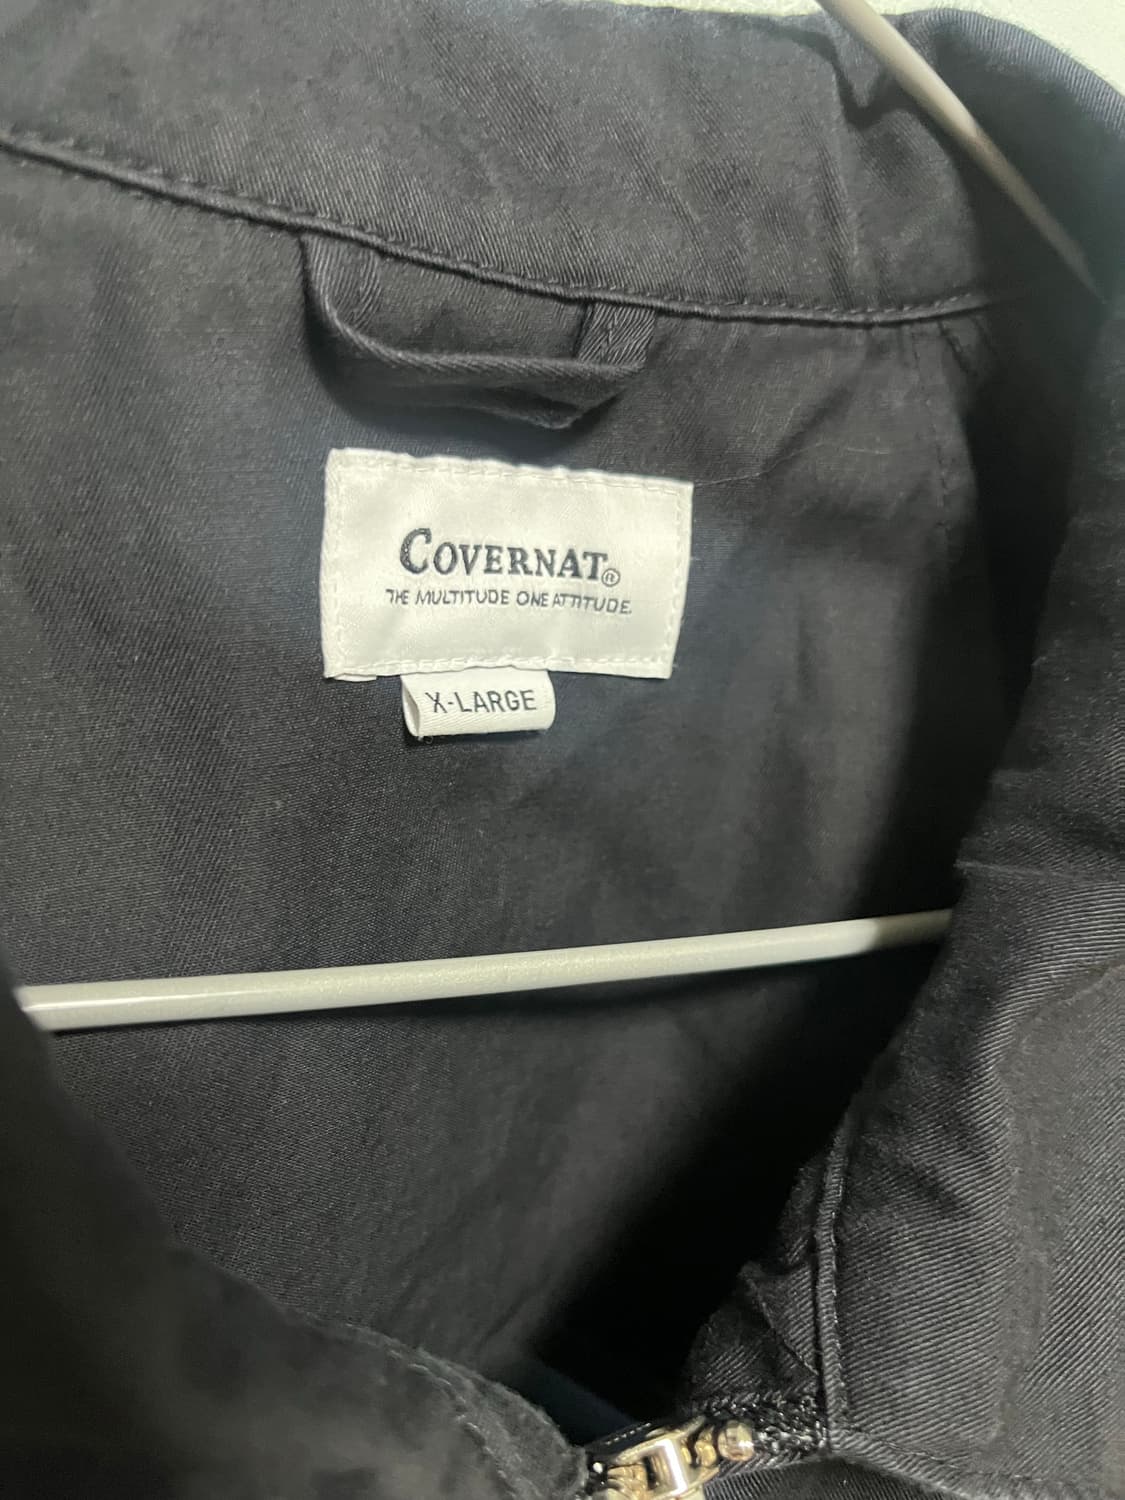 COVERNAT®
THE MULTITUDE ONE ATTITUDE.
X-LARGE